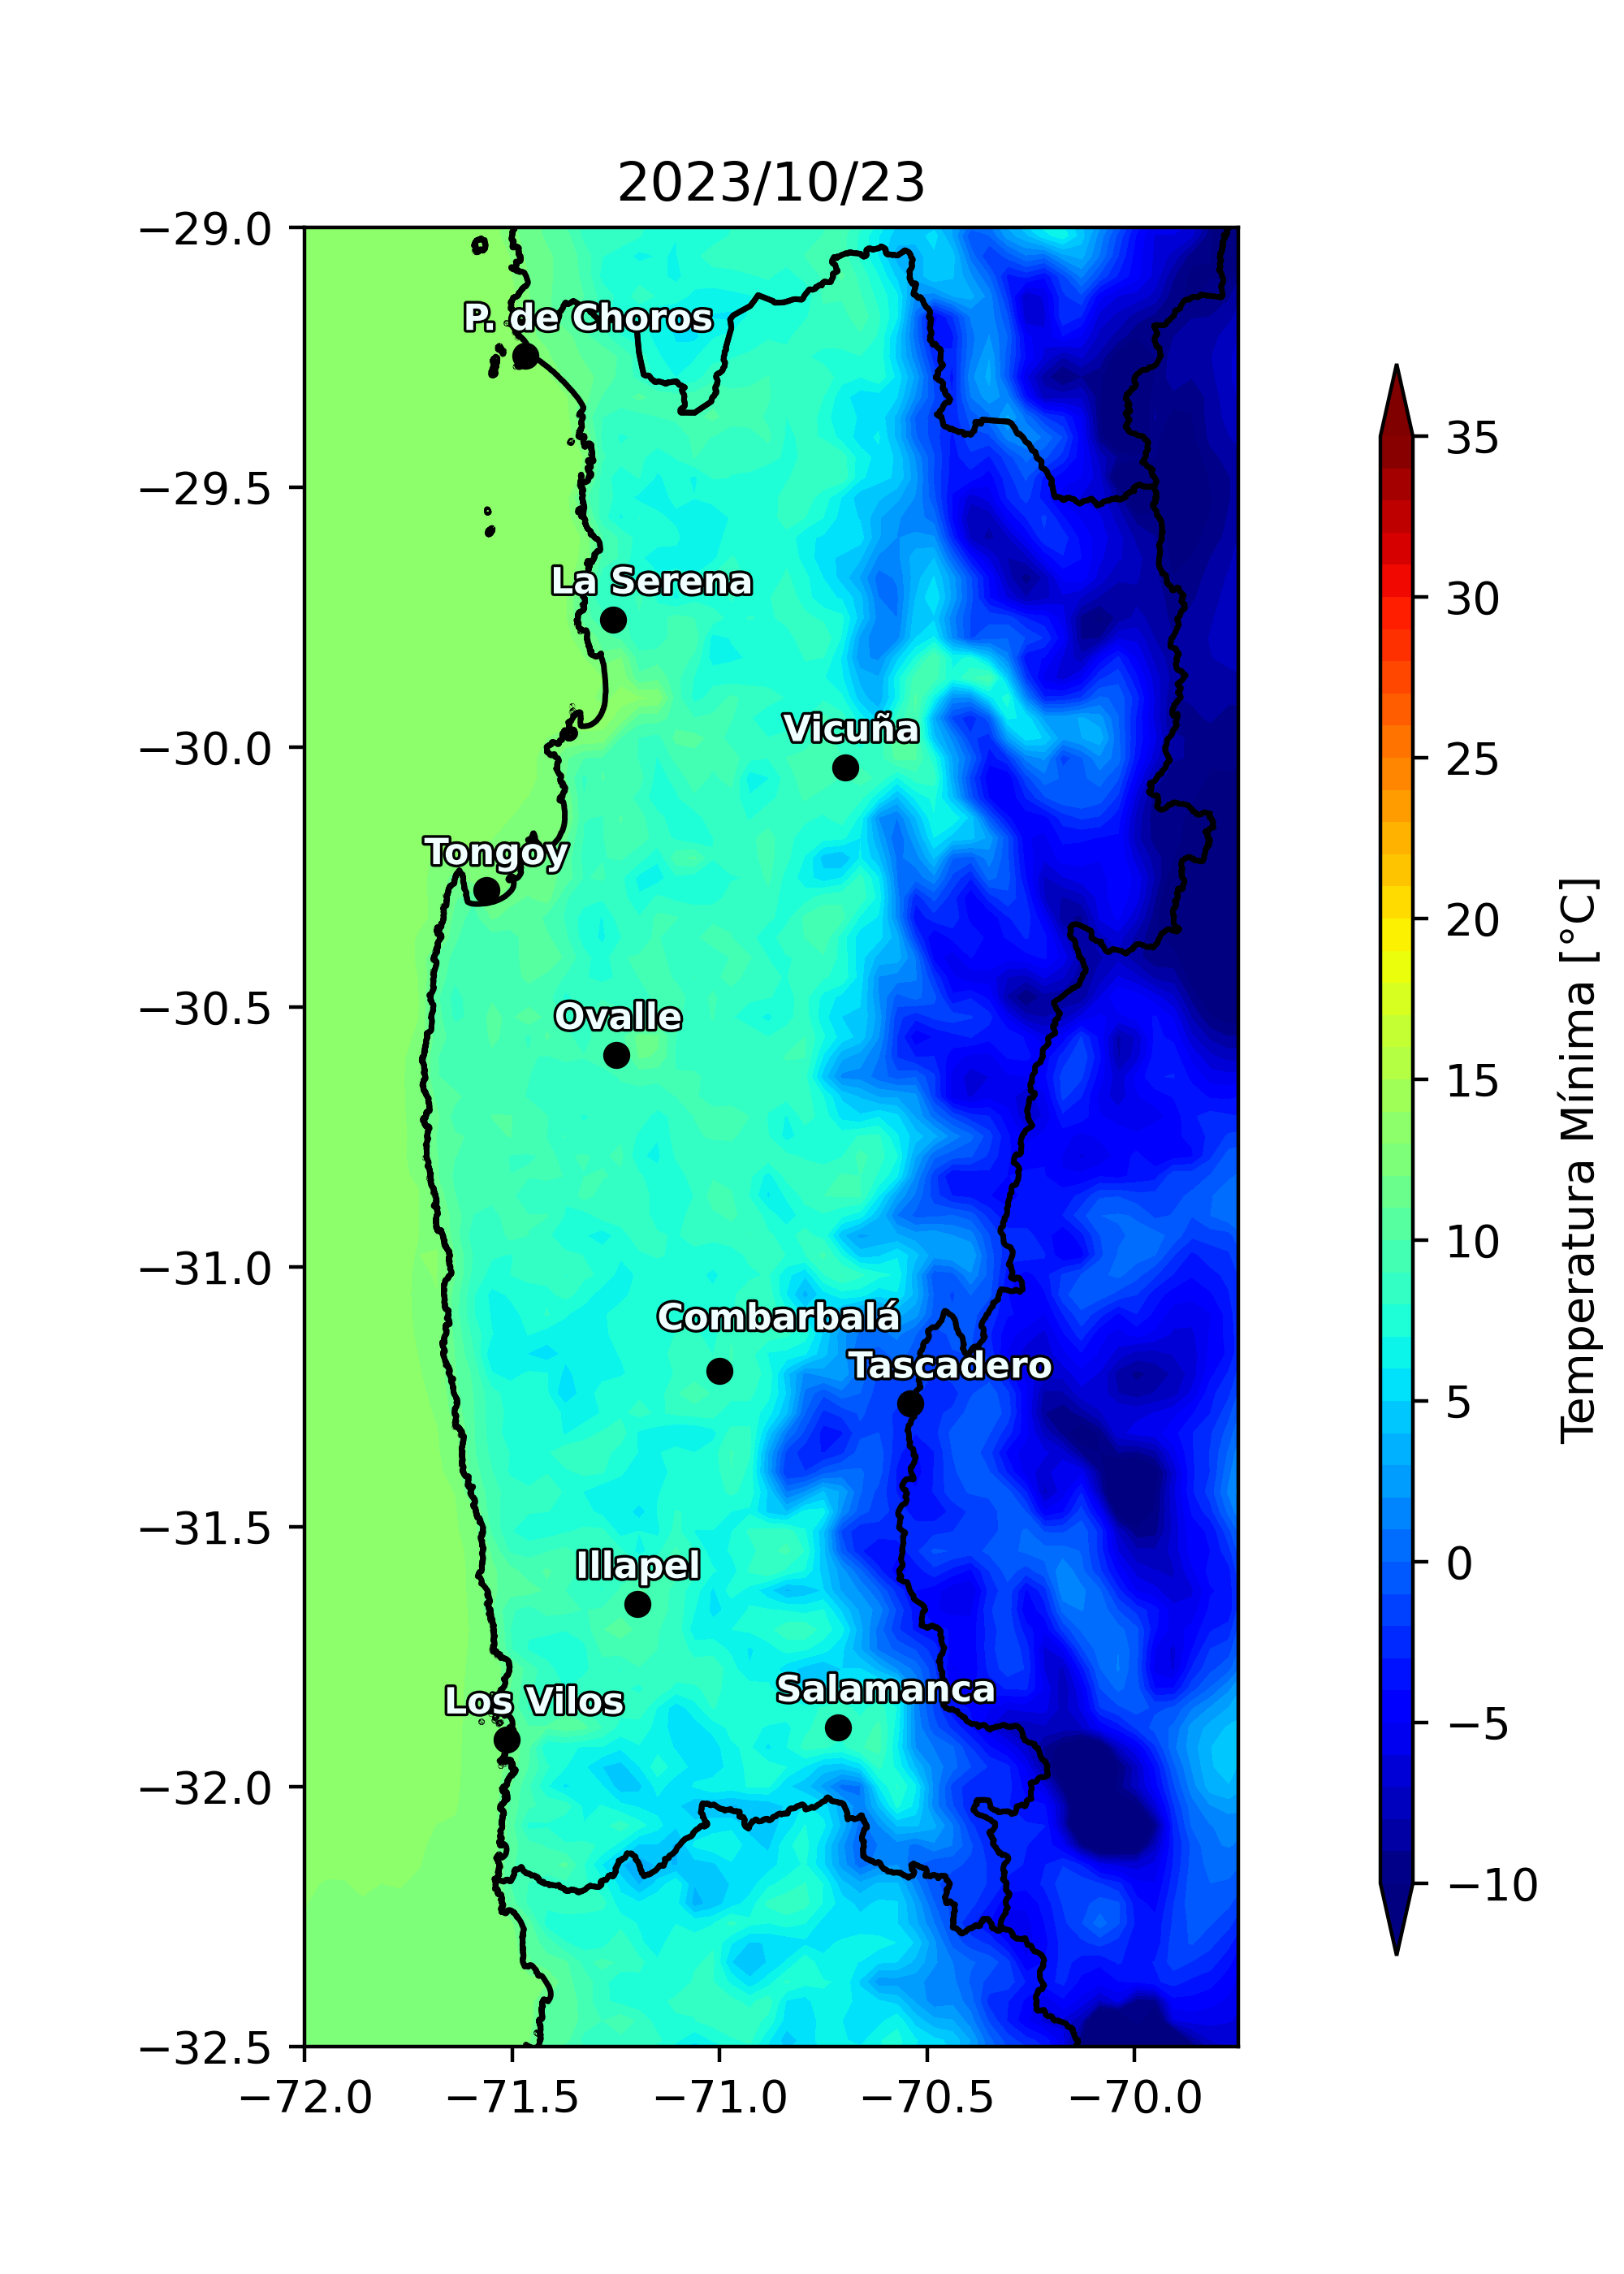 2023/10/23
−29.0
−29.5
−30.0
−30.5
−31.0
−31.5
−32.0
−32.5
−72.0
−71.5
−71.0
−70.5
−70.0
P. de Choros
La Serena
Vicuña
Tongoy
Ovalle
Combarbalá
Tascadero
Illapel
Los Vilos
Salamanca
35
30
25
20
15
10
5
0
−5
−10
Temperatura Mínima [°C]